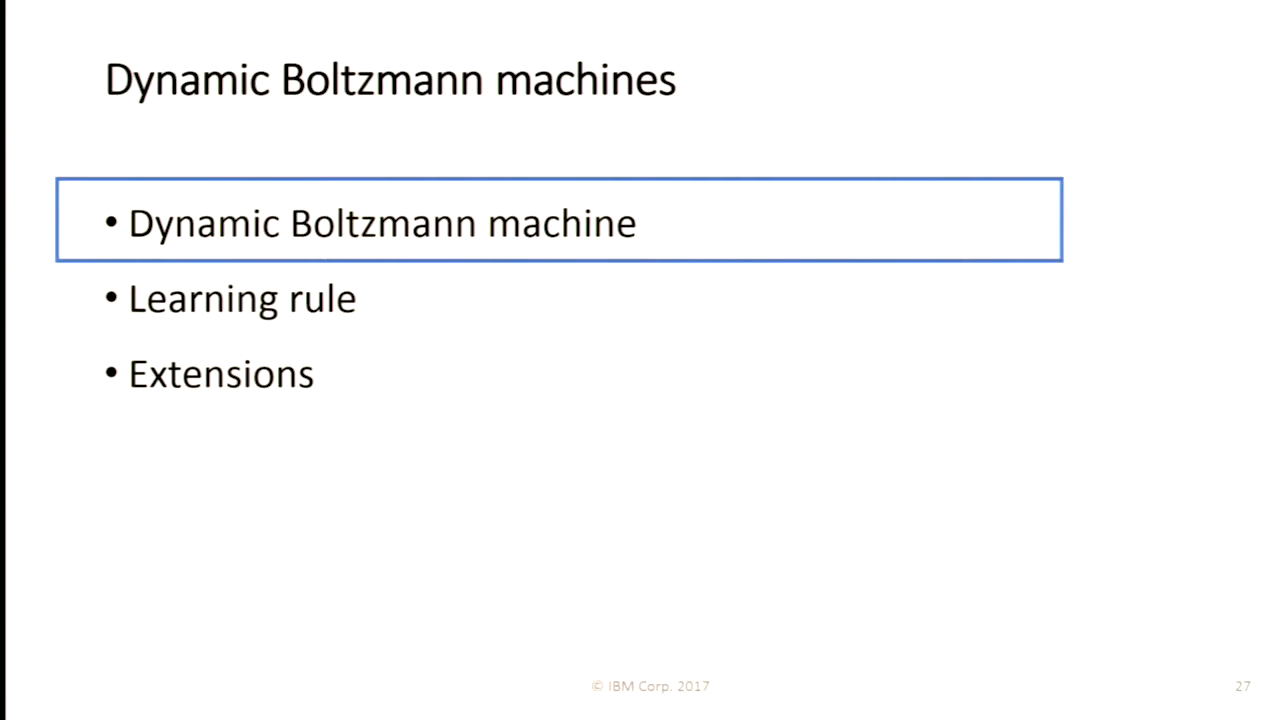 Dynamic Boltzmann machines
• Dynamic Boltzmann machine
• Learning rule
• Extensions
© IBM Corp. 2017
27